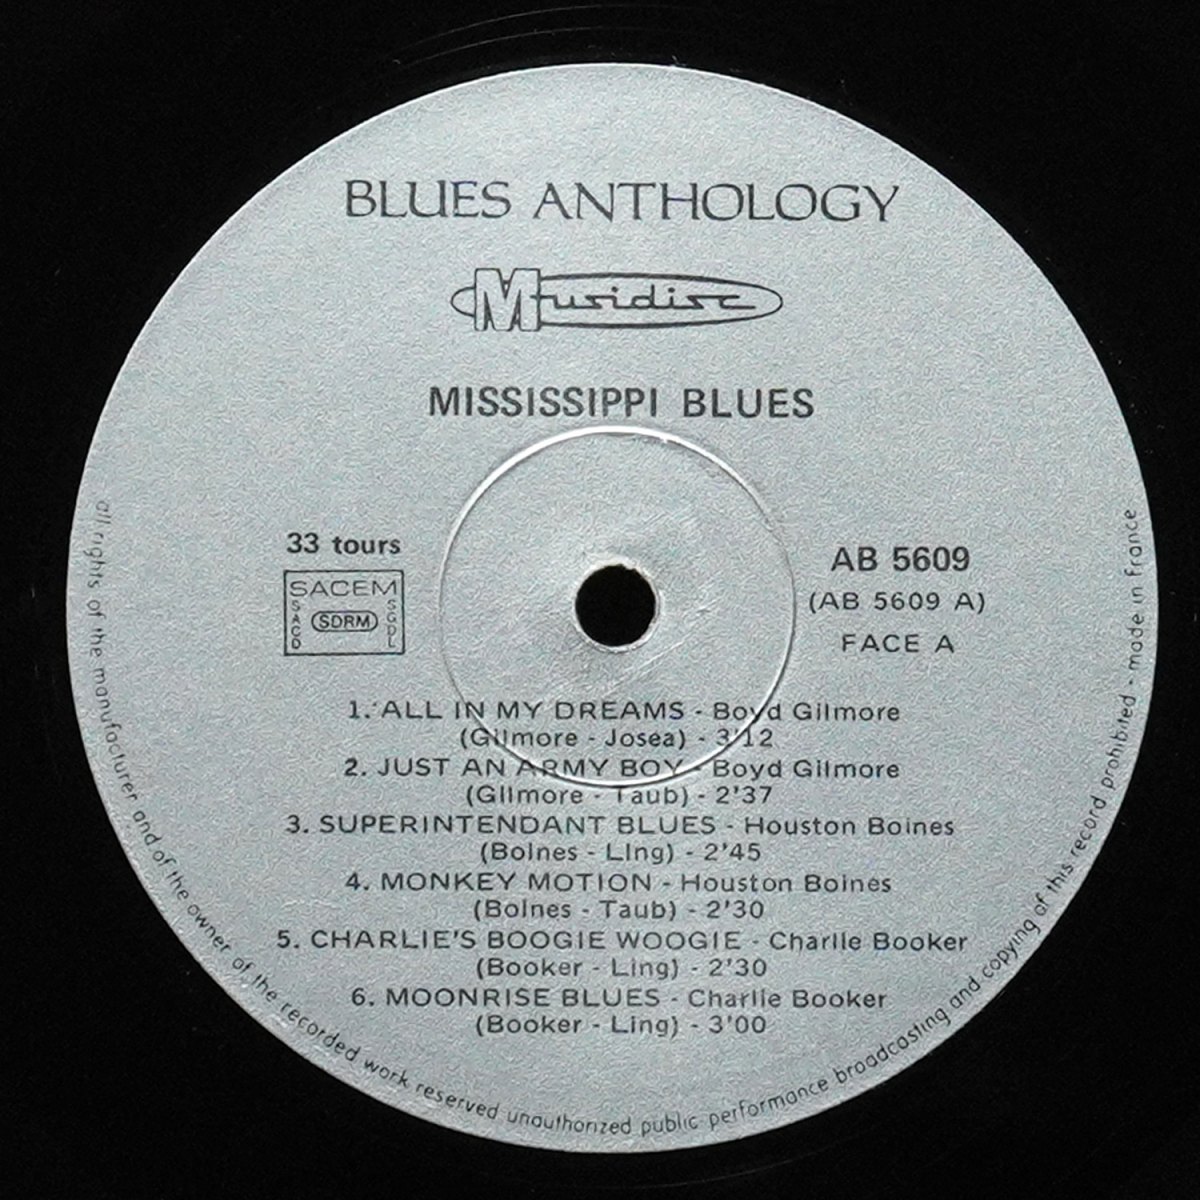 BLUES ANTHOLOGY
Musidisc
MISSISSIPPI BLUES
33 tours
SACEM
SACD
SDRM
SGDL
AB 5609
(AB 5609 A)
FACE A
1. ALL IN MY DREAMS - Boyd Gilmore
(Gilmore - Josea) - 3'12
2. JUST AN ARMY BOY - Boyd Gilmore
(Gilmore - Taub) - 2'37
3. SUPERINTENDANT BLUES - Houston Boines
(Boines - Ling) - 2'45
4. MONKEY MOTION - Houston Boines
(Boines - Taub) - 2'30
5. CHARLIE'S BOOGIE WOOGIE - Charlie Booker
(Booker - Ling) - 2'30
6. MOONRISE BLUES - Charlie Booker
(Booker - Ling) - 3'00
all rights of the manufacturer and of the owner of the recorded work reserved unauthorized public performance broadcasting and copying of this record prohibited - made in france